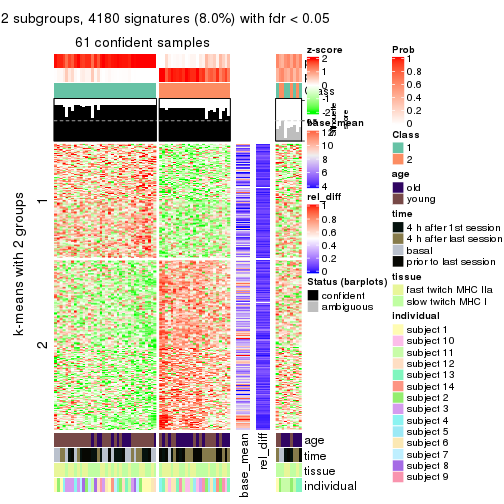 2 subgroups, 4180 signatures (8.0%) with fdr < 0.05
61 confident samples
k-means with 2 groups
1
2
z-score
2
1
0
-1
-2
base_mean
12
10
8
6
4
rel_diff
1
0.8
0.6
0.4
0.2
0
Status (barplots)
confident
ambiguous
Class
Silhouette
score
base_mean
rel_diff
age
time
tissue
individual
Prob
1
0.8
0.6
0.4
0.2
0
Class
1
2
age
old
young
time
4 h after 1st session
4 h after last session
basal
prior to last session
tissue
fast twitch MHC IIa
slow twitch MHC I
individual
subject 1
subject 10
subject 11
subject 12
subject 13
subject 14
subject 2
subject 3
subject 4
subject 5
subject 6
subject 7
subject 8
subject 9